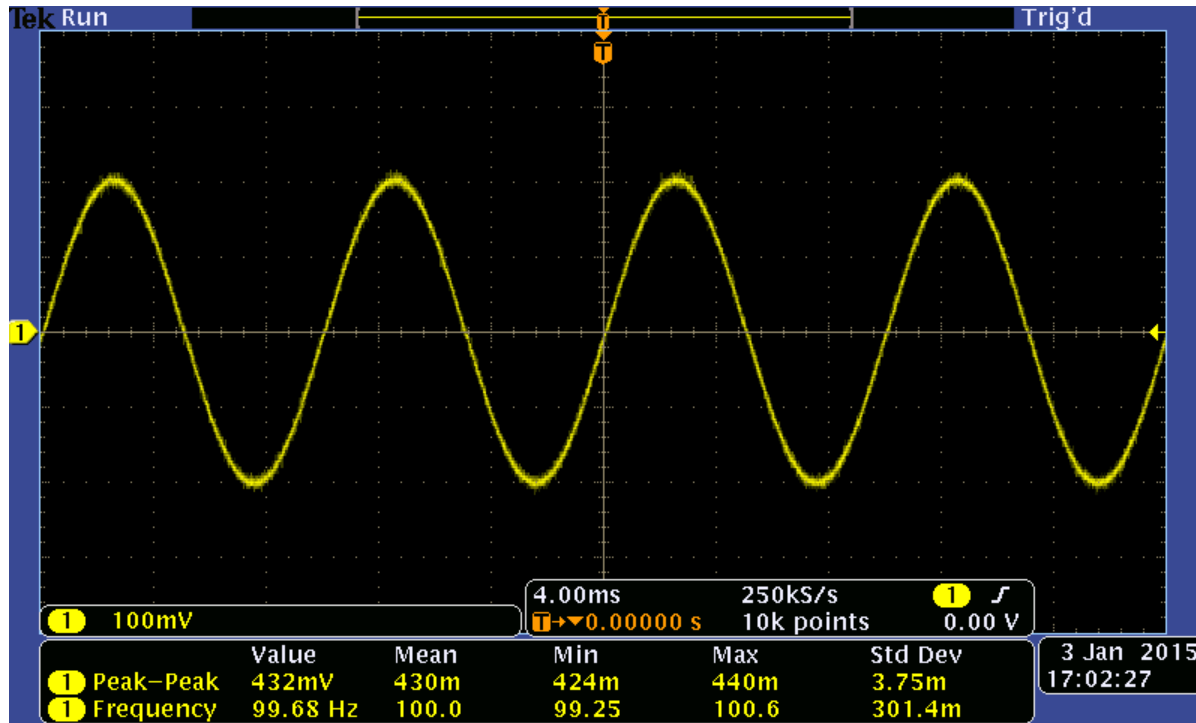 Tek Run Trig'd
T
T
1
4.00ms 250kS/s 1
1 100mV T→▼0.00000 s 10k points 0.00 V
Value Mean Min Max Std Dev
1 Peak−Peak 432mV 430m 424m 440m 3.75m
1 Frequency 99.68 Hz 100.0 99.25 100.6 301.4m
3 Jan 2015
17:02:27